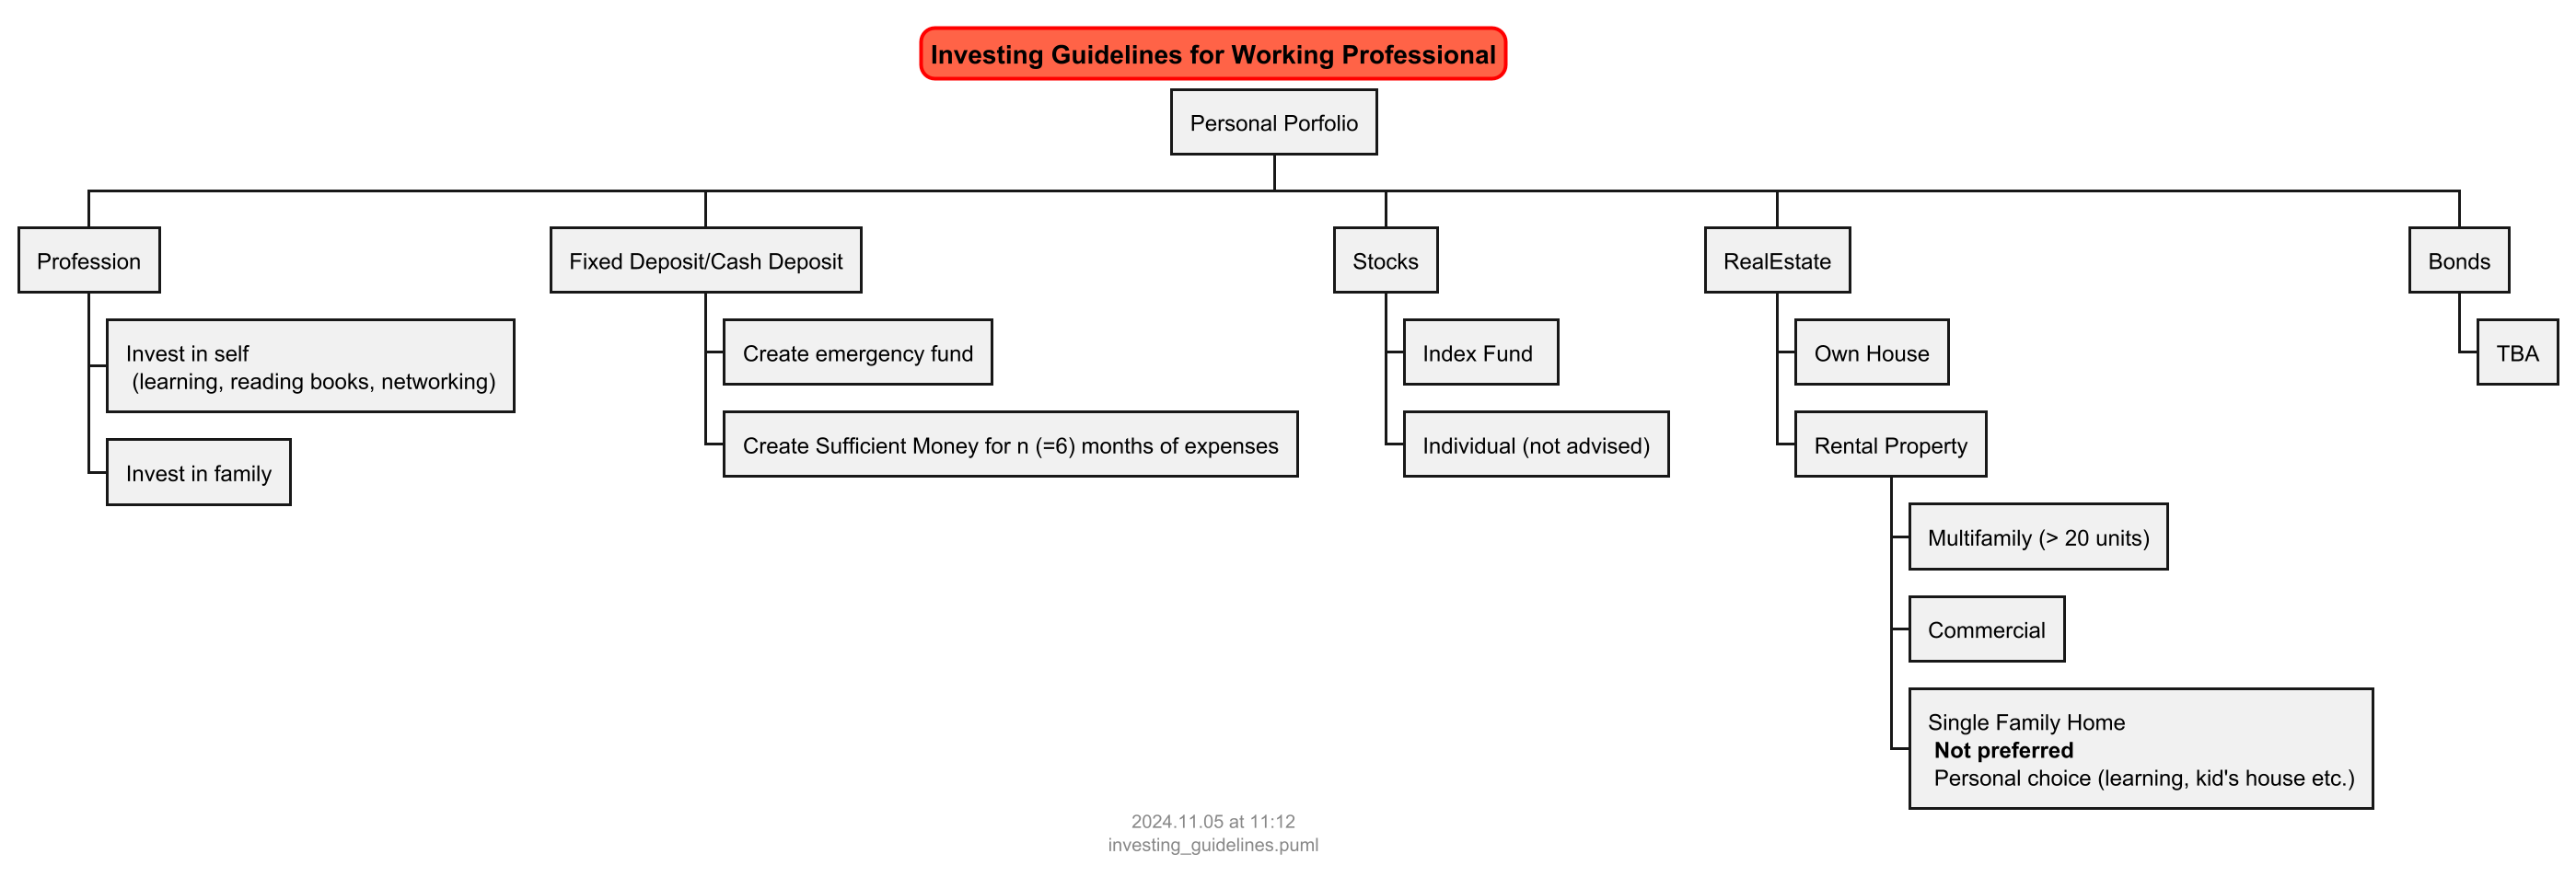 Investing Guidelines for Working Professional
Personal Porfolio
Profession
Invest in self
(learning, reading books, networking)
Invest in family
Fixed Deposit/Cash Deposit
Create emergency fund
Create Sufficient Money for n (=6) months of expenses
Stocks
Index Fund
Individual (not advised)
RealEstate
Own House
Rental Property
Multifamily (> 20 units)
Commercial
Single Family Home
Not preferred
Personal choice (learning, kid's house etc.)
Bonds
TBA
2024.11.05 at 11:12
investing_guidelines.puml